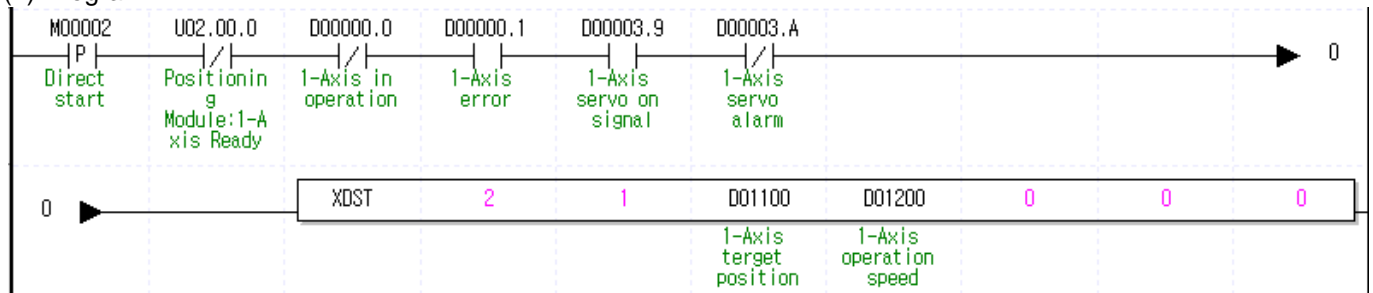 M00002 U02.00.0 D00000.0 D00000.1 D00003.9 D00003.A
P
Direct start
Positionin g Module:1-A xis Ready
1-Axis in operation
1-Axis error
1-Axis servo on signal
1-Axis servo alarm
0
0
XDST 2 1 D01100 D01200 0 0 0
1-Axis terget position
1-Axis operation speed